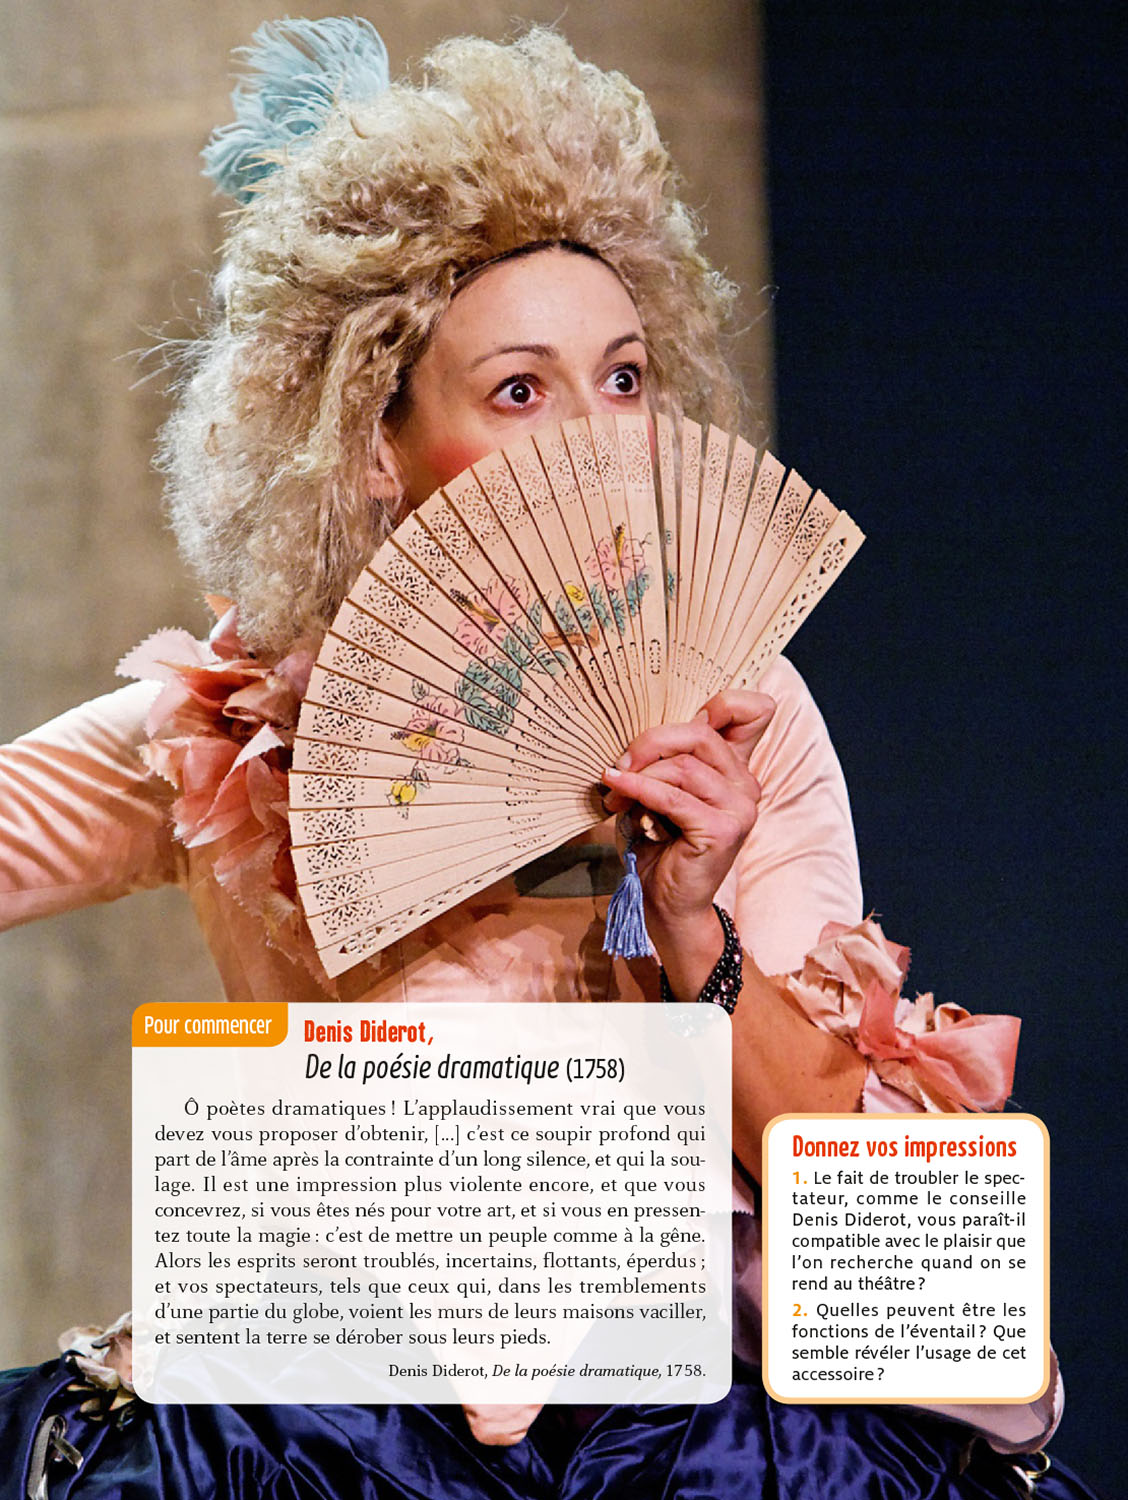 Pour commencer
Denis Diderot,
De la poésie dramatique (1758)
Ô poètes dramatiques ! L’applaudissement vrai que vous
devez vous proposer d’obtenir, [...] c’est ce soupir profond qui
part de l’âme après la contrainte d’un long silence, et qui la sou-
lage. Il est une impression plus violente encore, et que vous
concevrez, si vous êtes nés pour votre art, et si vous en pressen-
tez toute la magie : c’est de mettre un peuple comme à la gêne.
Alors les esprits seront troublés, incertains, flottants, éperdus ;
et vos spectateurs, tels que ceux qui, dans les tremblements
d’une partie du globe, voient les murs de leurs maisons vaciller,
et sentent la terre se dérober sous leurs pieds.
Denis Diderot, De la poésie dramatique, 1758.
Donnez vos impressions
1. Le fait de troubler le spec-
tateur, comme le conseille
Denis Diderot, vous paraît-il
compatible avec le plaisir que
l’on recherche quand on se
rend au théâtre ?
2. Quelles peuvent être les
fonctions de l’éventail ? Que
semble révéler l’usage de cet
accessoire ?